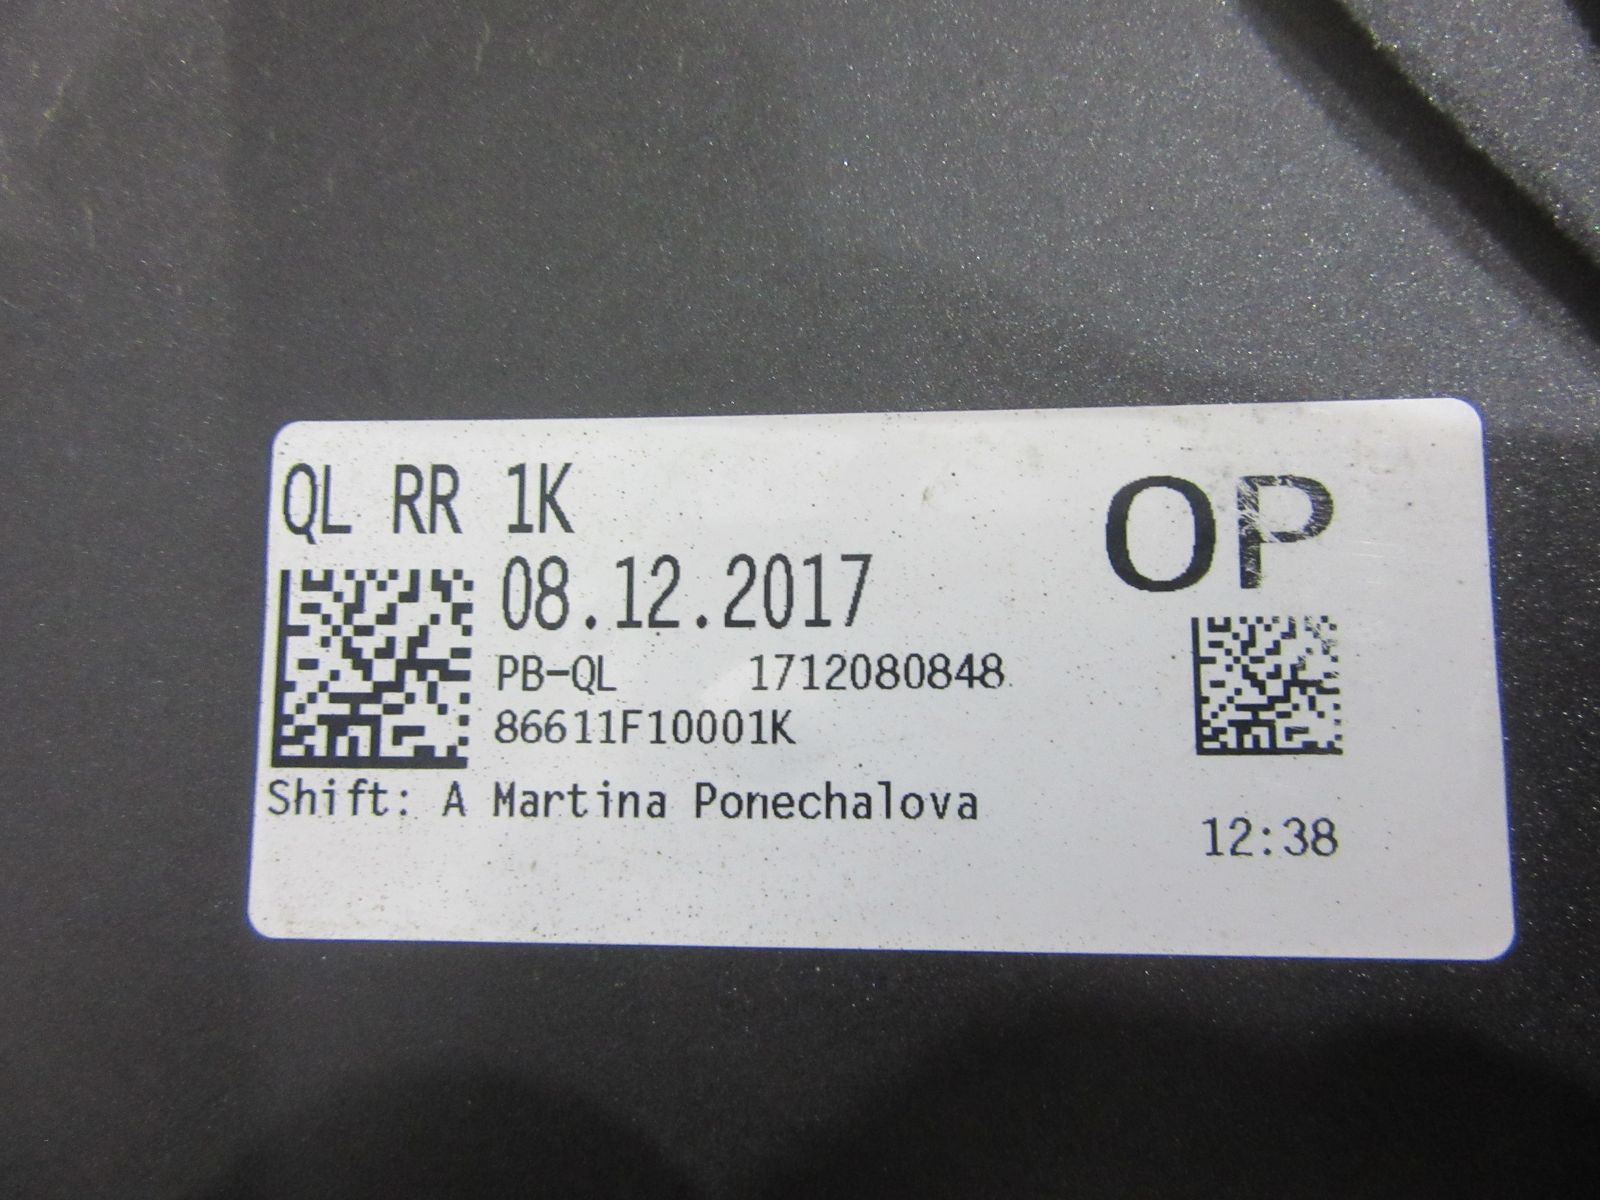 QL RR 1K
OP
08.12.2017
PB-QL 1712080848
86611F10001K
Shift: A Martina Ponechalova
12:38